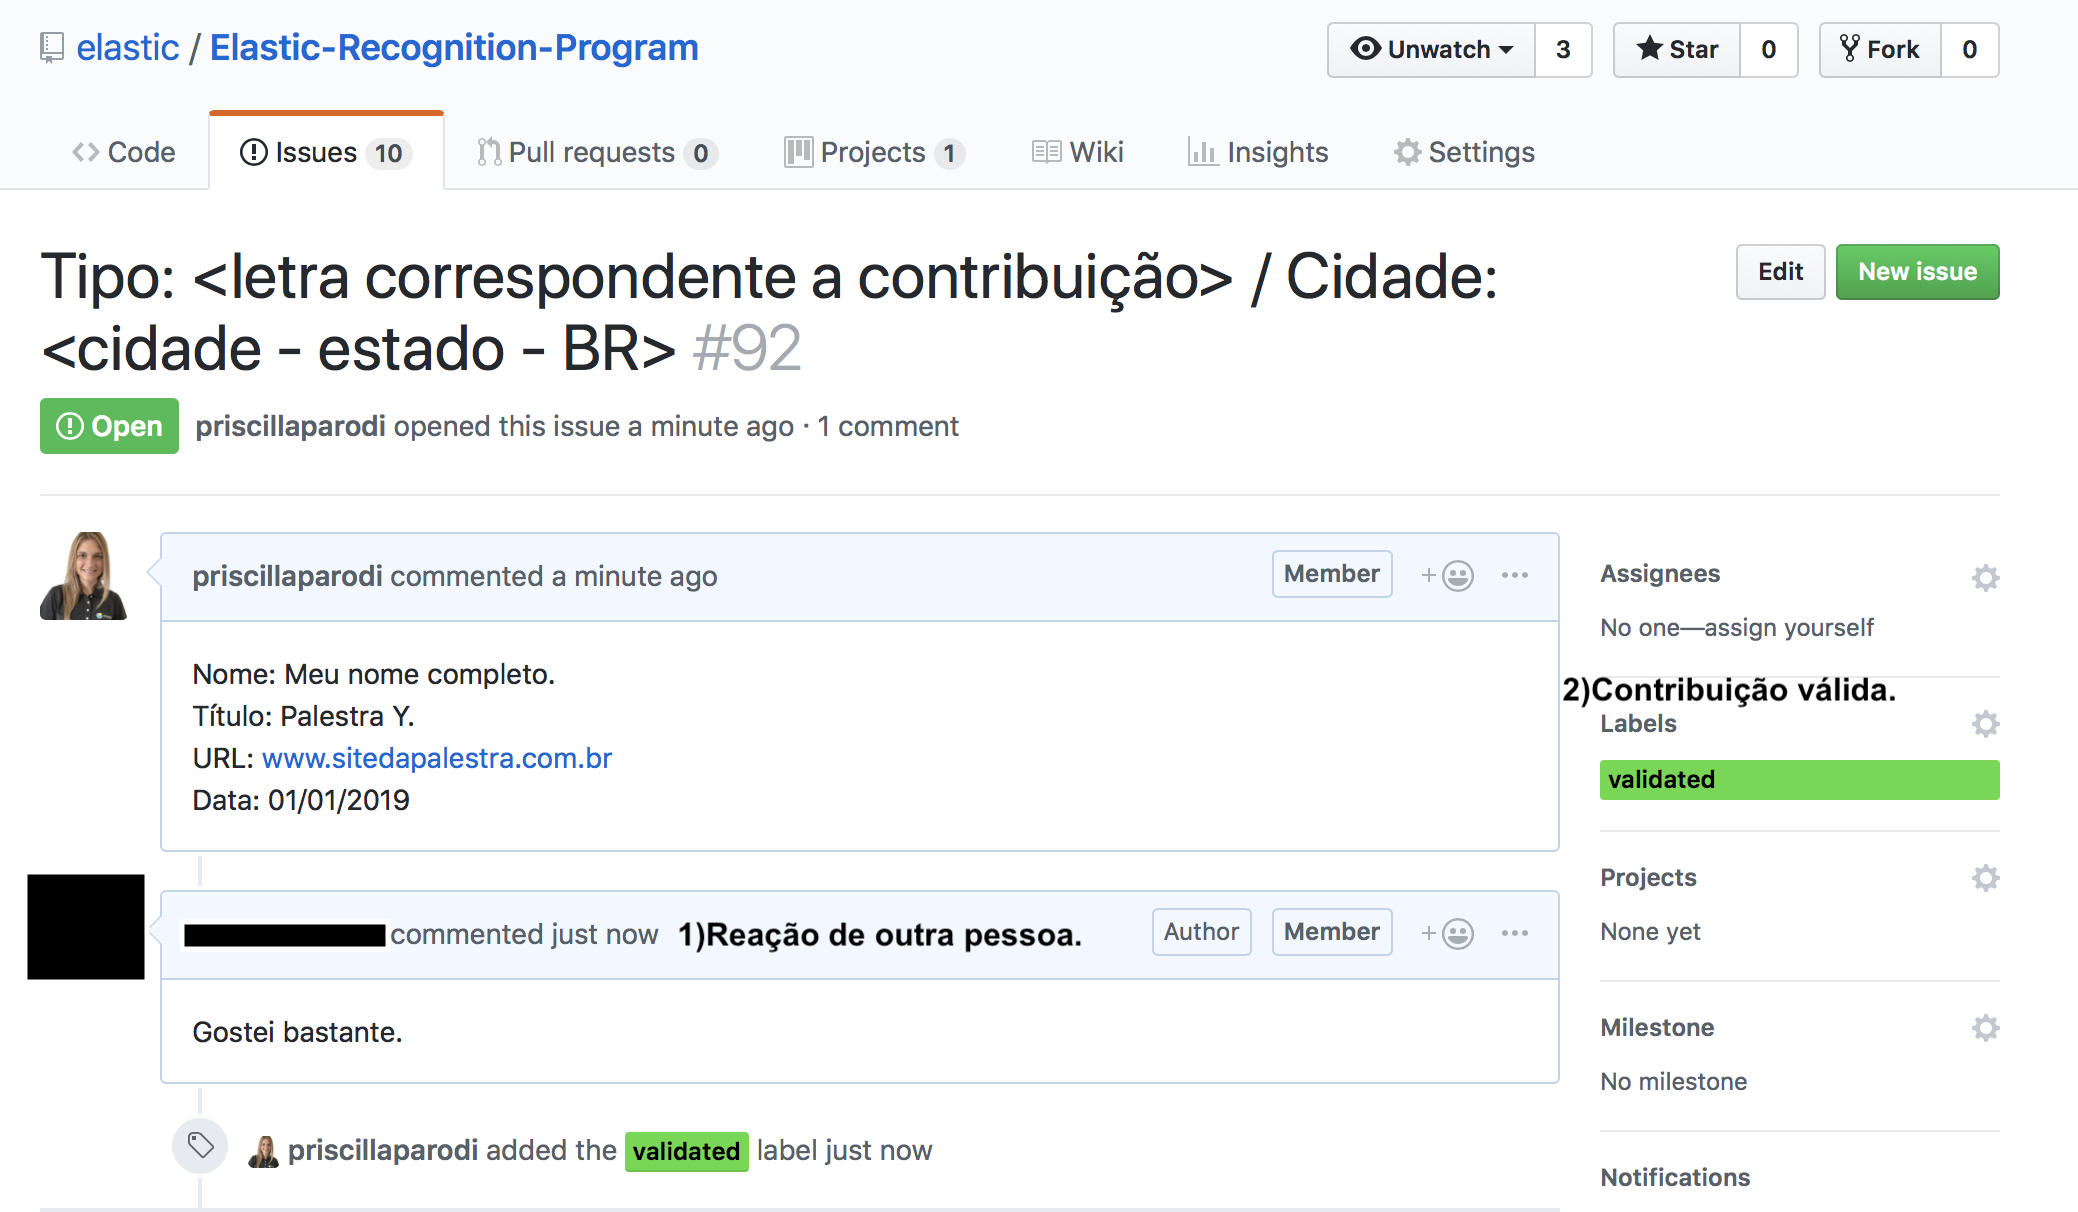 elastic / Elastic-Recognition-Program
Unwatch 3
Star 0
Fork 0
Code
Issues 10
Pull requests 0
Projects 1
Wiki
Insights
Settings
Tipo: <letra correspondente a contribuição> / Cidade:
<cidade - estado - BR> #92
Edit
New issue
Open
priscillaparodi opened this issue a minute ago · 1 comment
priscillaparodi commented a minute ago
Member
Nome: Meu nome completo.
Título: Palestra Y.
URL: www.sitedapalestra.com.br
Data: 01/01/2019
commented just now 1)Reação de outra pessoa.
Author
Member
Gostei bastante.
priscillaparodi added the validated label just now
Assignees
No one—assign yourself
2)Contribuição válida.
Labels
validated
Projects
None yet
Milestone
No milestone
Notifications